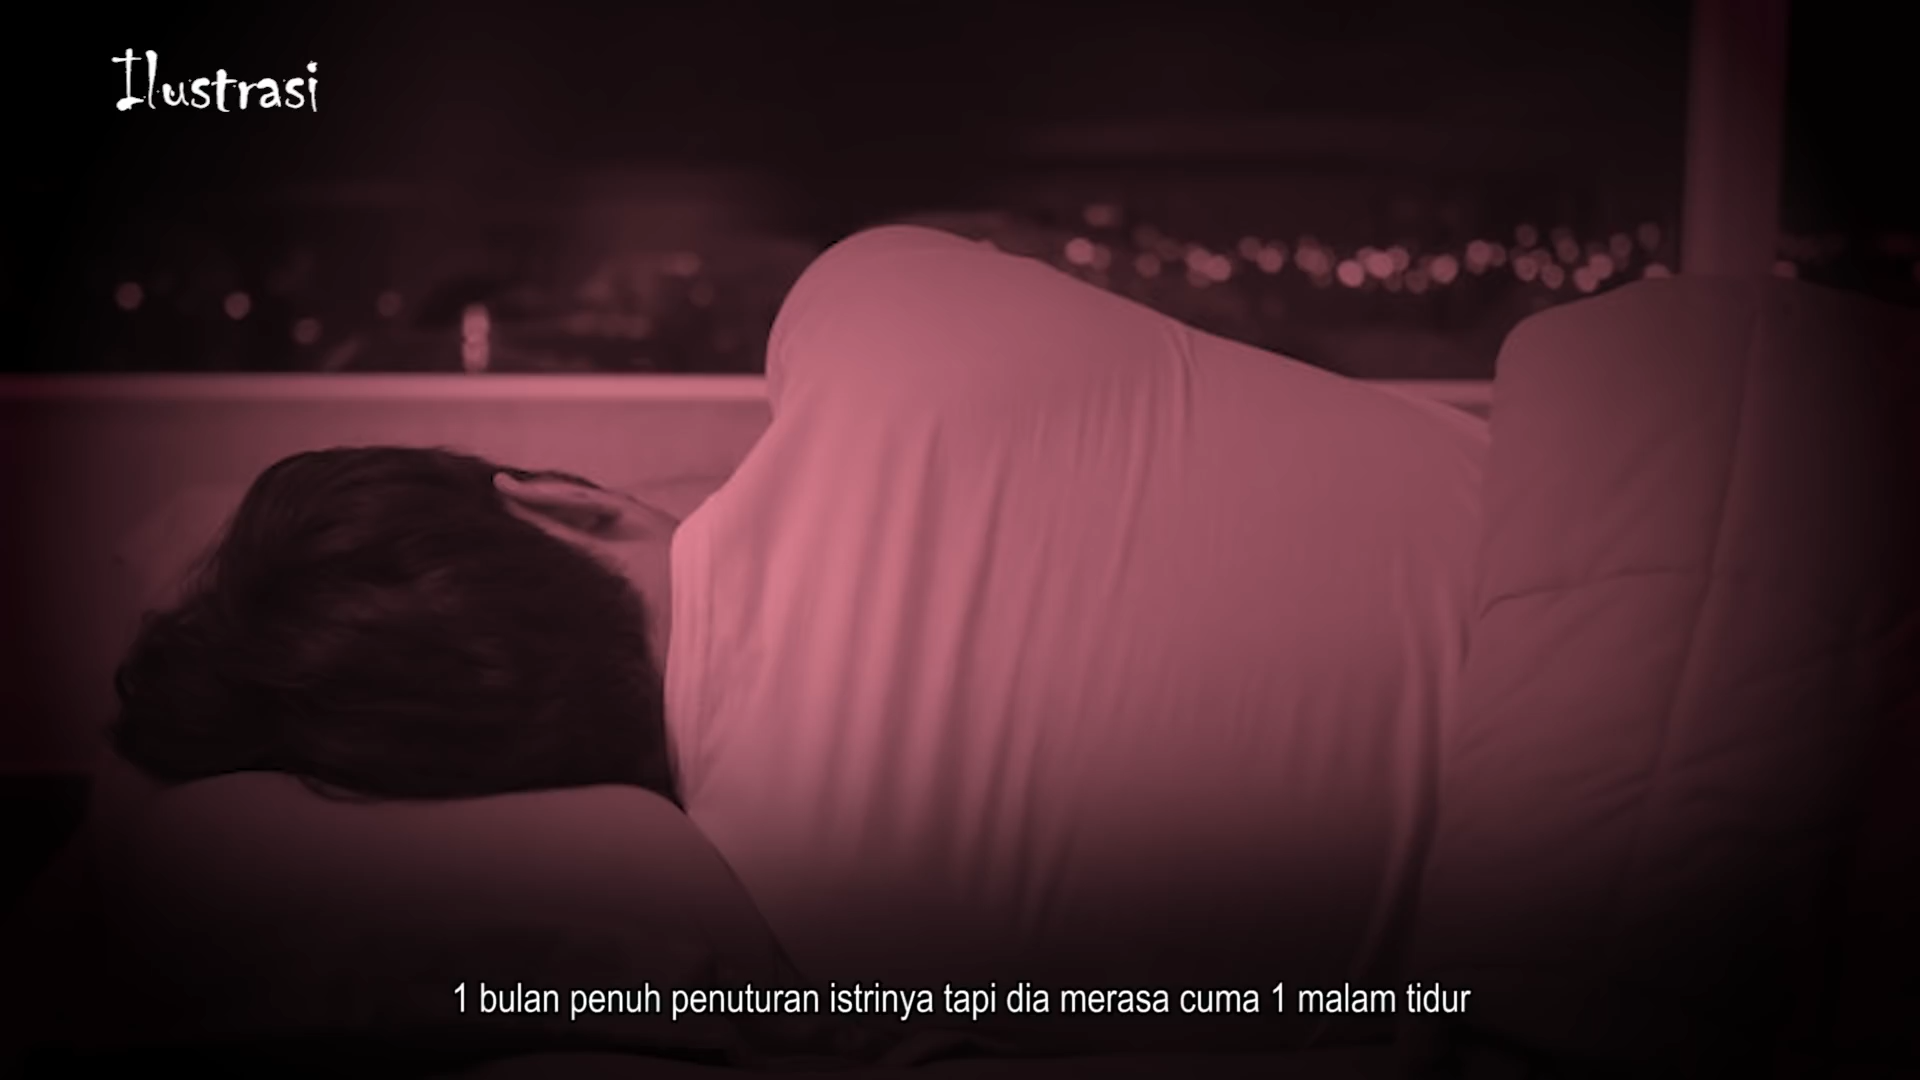 Ilustrasi
1 bulan penuh penuturan istrinya tapi dia merasa cuma 1 malam tidur